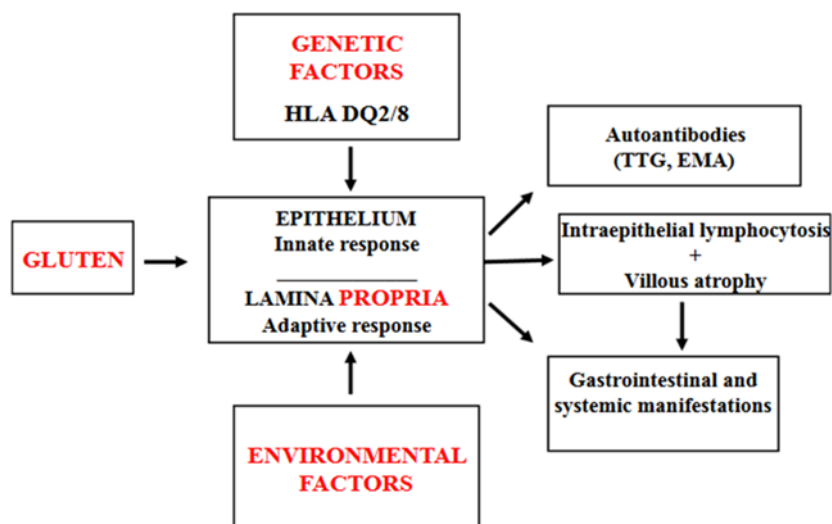 GENETIC
FACTORS
HLA DQ2/8
GLUTEN
EPITHELIUM
Innate response
LAMINA PROPRIA
Adaptive response
ENVIRONMENTAL
FACTORS
Autoantibodies
(TTG, EMA)
Intraepithelial lymphocytosis
+
Villous atrophy
Gastrointestinal and
systemic manifestations